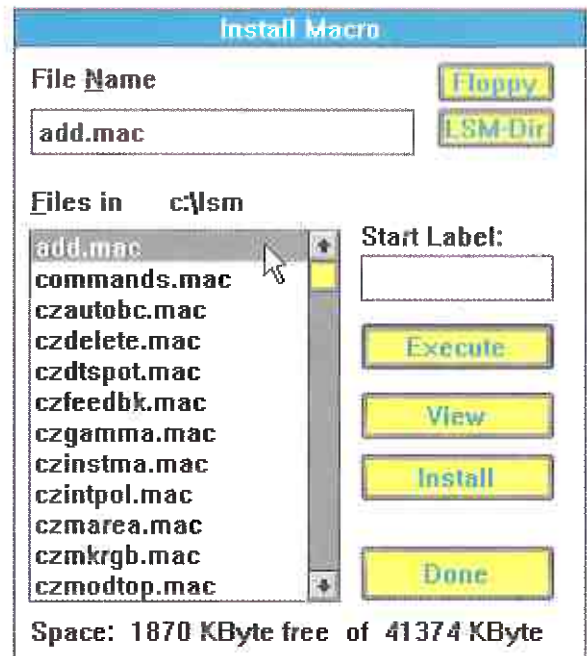 Install Macro
File Name
Floppy
add.mac
LSM-Dir
Files in c:\lsm
add.mac
commands.mac
czautobc.mac
czdelete.mac
czdtspot.mac
czfeedbk.mac
czgamma.mac
czinstma.mac
czintpol.mac
czmarea.mac
czmkrgb.mac
czmodtop.mac
Start Label:
Execute
View
Install
Done
Space: 1870 KByte free of 41374 KByte